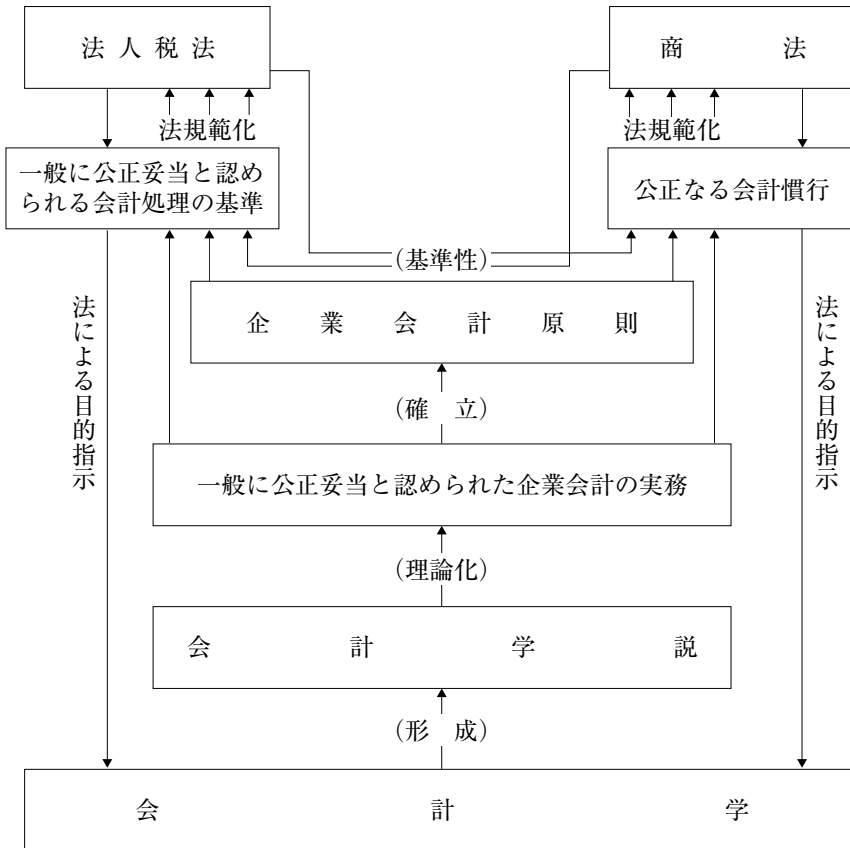 法人税法
商法
法規範化
法規範化
一般に公正妥当と認め
られる会計処理の基準
公正なる会計慣行
(基準性)
企業会計原則
法による目的指示
法による目的指示
(確 立)
一般に公正妥当と認められた企業会計の実務
(理論化)
会計学説
(形 成)
会計学